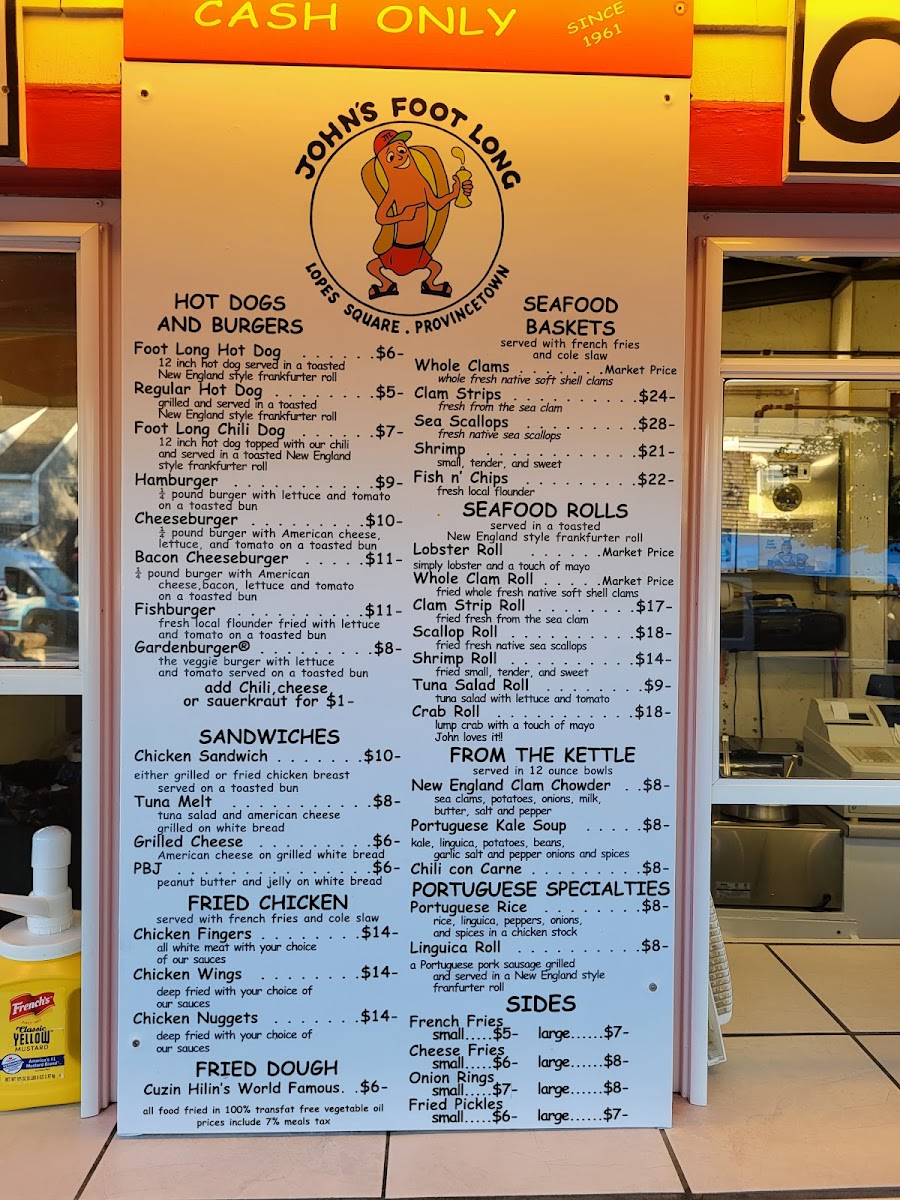 CASH ONLY
SINCE
1961
JOHN'S FOOT LONG
JFL
LOPES SQUARE . PROVINCETOWN
HOT DOGS
AND BURGERS
Foot Long Hot Dog . . . . . . .$6-
12 inch hot dog served in a toasted
New England style frankfurter roll
Regular Hot Dog . . . . . . . . .$5-
grilled and served in a toasted
New England style frankfurter roll
Foot Long Chili Dog . . . . . .$7-
12 inch hot dog topped with our chili
and served in a toasted New England
style frankfurter roll
Hamburger . . . . . . . . . . . .$9-
¼ pound burger with lettuce and tomato
on a toasted bun
Cheeseburger . . . . . . . . .$10-
¼ pound burger with American cheese,
lettuce, and tomato on a toasted bun
Bacon Cheeseburger . . . . .$11-
¼ pound burger with American
cheese,bacon, lettuce and tomato
on a toasted bun
Fishburger . . . . . . . . . . .$11-
fresh local flounder fried with lettuce
and tomato on a toasted bun
Gardenburger® . . . . . . . . .$8-
the veggie burger with lettuce
and tomato served on a toasted bun
add Chili,cheese,
or sauerkraut for $1-
SANDWICHES
Chicken Sandwich . . . . . . .$10-
either grilled or fried chicken breast
served on a toasted bun
Tuna Melt . . . . . . . . . . . .$8-
tuna salad and american cheese
grilled on white bread
Grilled Cheese . . . . . . . . . .$6-
American cheese on grilled white bread
PBJ . . . . . . . . . . . . . . . .$6-
peanut butter and jelly on white bread
FRIED CHICKEN
served with french fries and cole slaw
Chicken Fingers . . . . . . . .$14-
all white meat with your choice
of our sauces
Chicken Wings . . . . . . . . .$14-
deep fried with your choice of
our sauces
Chicken Nuggets . . . . . . . .$14-
deep fried with your choice of
our sauces
FRIED DOUGH
Cuzin Hilin's World Famous. .$6-
all food fried in 100% transfat free vegetable oil
prices include 7% meals tax
SEAFOOD
BASKETS
served with french fries
and cole slaw
Whole Clams . . . . . . . .Market Price
whole fresh native soft shell clams
Clam Strips . . . . . . . . . . .$24-
fresh from the sea clam
Sea Scallops . . . . . . . . . .$28-
fresh native sea scallops
Shrimp . . . . . . . . . . . . . .$21-
small, tender, and sweet
Fish n' Chips . . . . . . . . . .$22-
fresh local flounder
SEAFOOD ROLLS
served in a toasted
New England style frankfurter roll
Lobster Roll . . . . . . .Market Price
simply lobster and a touch of mayo
Whole Clam Roll . . . . . .Market Price
fried whole fresh native soft shell clams
Clam Strip Roll . . . . . . . . .$17-
fried fresh from the sea clam
Scallop Roll . . . . . . . . . . .$18-
fried fresh native sea scallops
Shrimp Roll . . . . . . . . . . .$14-
fried small, tender, and sweet
Tuna Salad Roll . . . . . . . . .$9-
tuna salad with lettuce and tomato
Crab Roll . . . . . . . . . . . .$18-
lump crab with a touch of mayo
John loves it!!
FROM THE KETTLE
served in 12 ounce bowls
New England Clam Chowder . .$8-
sea clams, potatoes, onions, milk,
butter, salt and pepper
Portuguese Kale Soup . . . . .$8-
kale, linguica, potatoes, beans,
garlic salt and pepper onions and spices
Chili con Carne . . . . . . . . .$8-
PORTUGUESE SPECIALTIES
Portuguese Rice . . . . . . . .$8-
rice, linguica, peppers, onions,
and spices in a chicken stock
Linguica Roll . . . . . . . . . .$8-
a Portuguese pork sausage grilled
and served in a New England style
franfurter roll
SIDES
French Fries
small.....$5- large......$7-
Cheese Fries
small.....$6- large......$8-
Onion Rings
small.....$7- large......$8-
Fried Pickles
small.....$6- large......$7-
O
French's
Classic
YELLOW
MUSTARD
America's #1
Mustard Brand